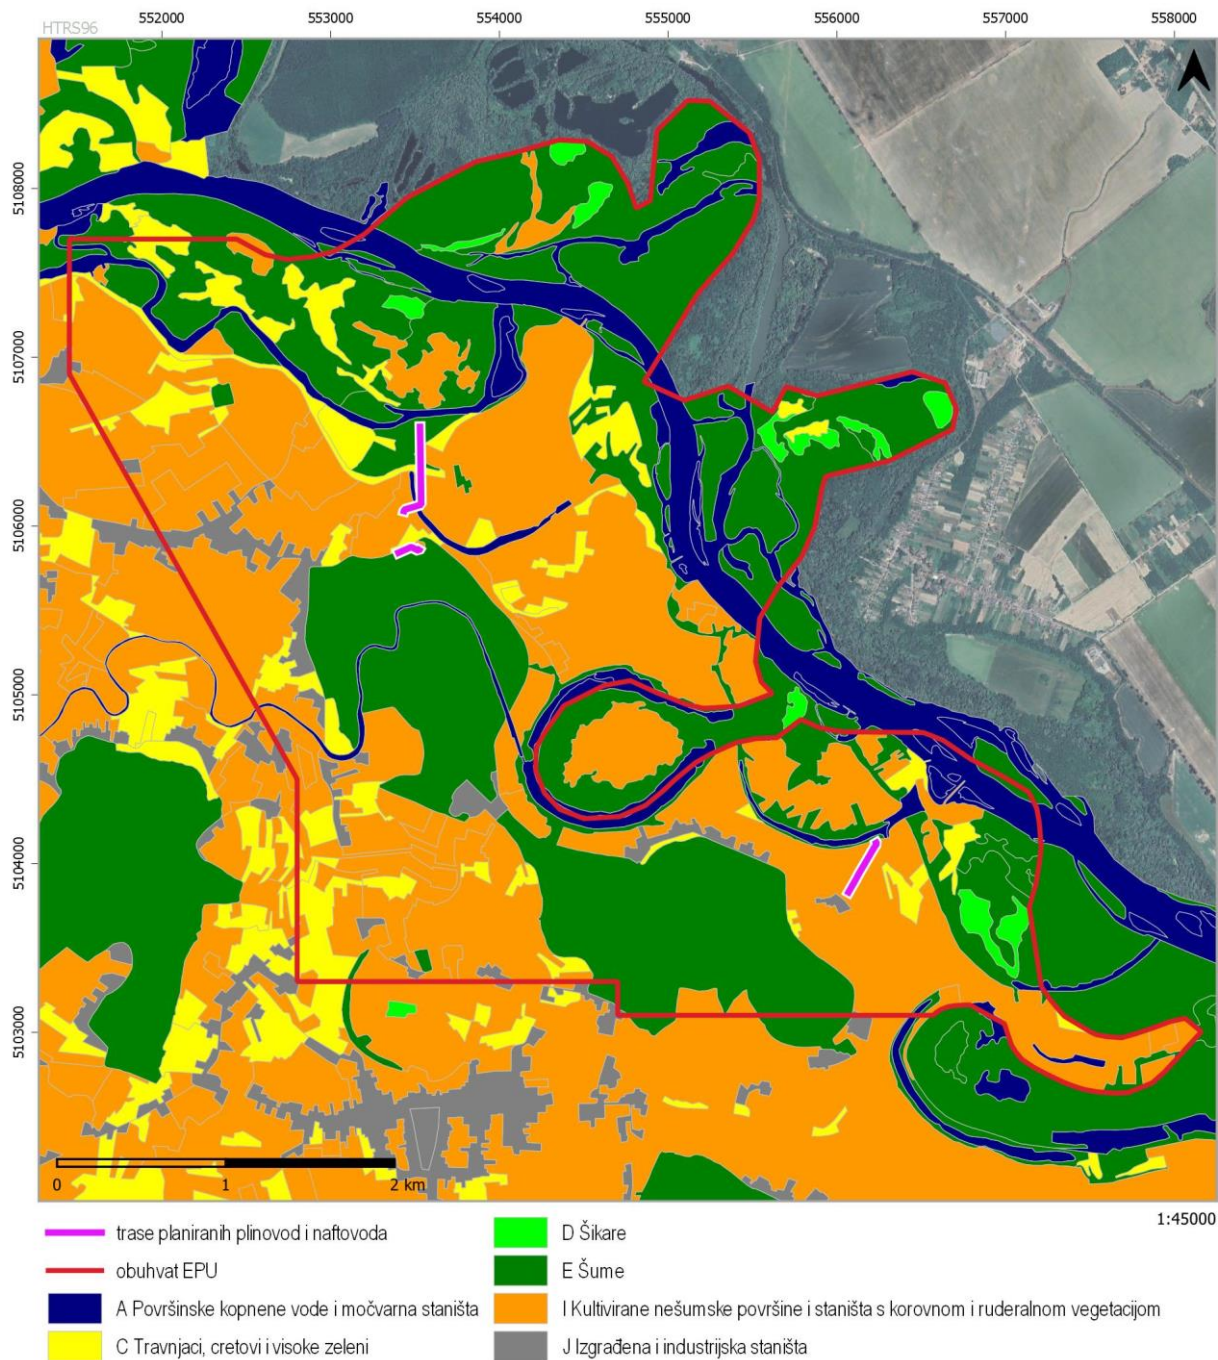 552000 553000 554000 555000 556000 557000 558000
HTRS96
5108000
5107000
5106000
5105000
5104000
5103000
0 1 2 km
1:45000
trase planiranih plinovod i naftovoda
obuhvat EPU
A Površinske kopnene vode i močvarna staništa
C Travnjaci, cretovi i visoke zeleni
D Šikare
E Šume
I Kultivirane nešumske površine i staništa s korovnom i ruderalnom vegetacijom
J Izgrađena i industrijska staništa